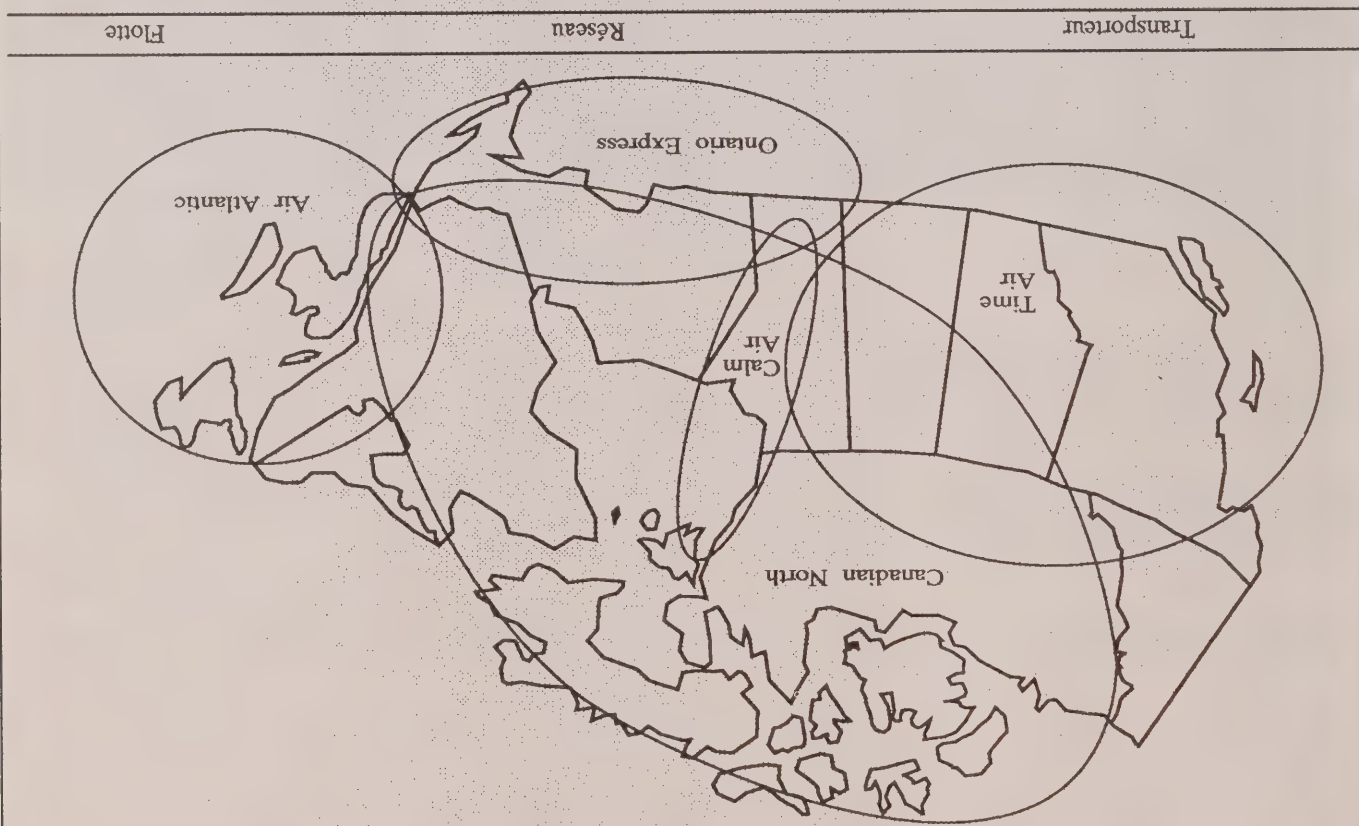 Canadian North
Calm
Air
Time
Air
Air Atlantic
Ontario Express
Transporteur Réseau Flotte